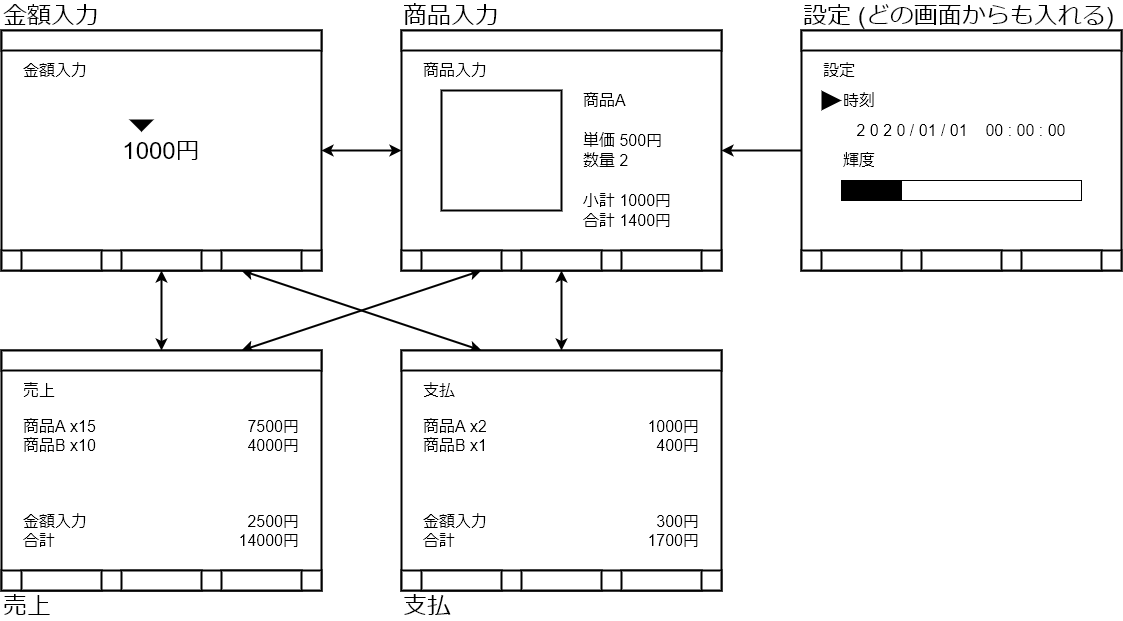 金額入力
金額入力
1000円
商品入力
商品入力
商品A
単価 500円
数量 2
小計 1000円
合計 1400円
設定 (どの画面からも入れる)
設定
時刻
2 0 2 0 / 01 / 01 00 : 00 : 00
輝度
売上
商品A x15 7500円
商品B x10 4000円
金額入力 2500円
合計 14000円
売上
支払
商品A x2 1000円
商品B x1 400円
金額入力 300円
合計 1700円
支払